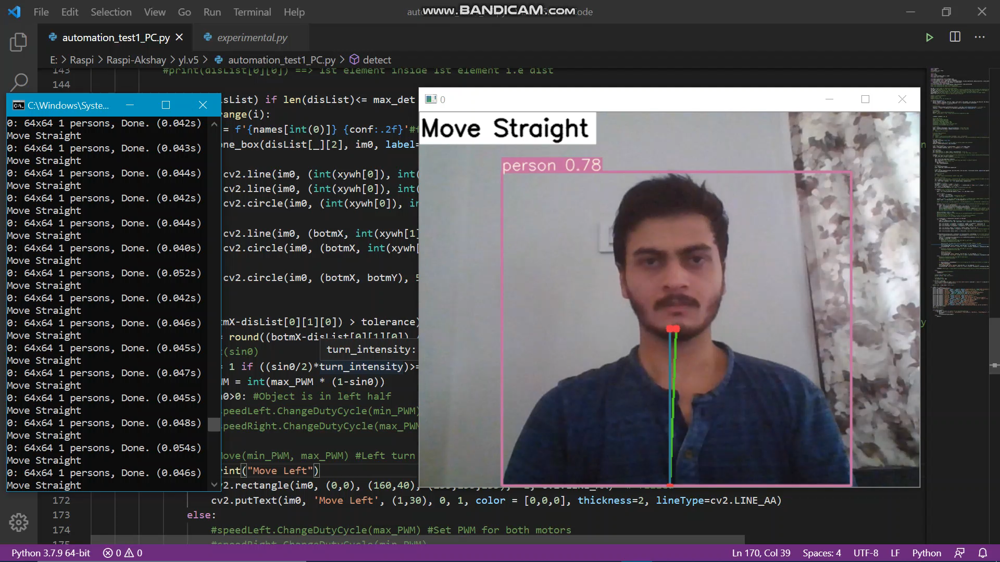 File Edit Selection View Go Run Terminal Help
www.BANDICAM.com
automation_test1_PC.py
experimental.py
E: > Raspi > Raspi-Akshay > yl.v5 > automation_test1_PC.py > detect
143 #print(disList[0][0]) ==> 1st element inside 1st element i.e dist
144
isList) if len(disList)<= max_det
range(i):
= f'{names[int(0)]} {conf:.2f}'#f
one_box(disList[_][2], im0, label=
cv2.line(im0, (int(xywh[0]), int(
cv2.line(im0, (int(xywh[0]), int(
cv2.circle(im0, (int(xywh[0]), in
cv2.line(im0, (botmX, int(xywh[1]
cv2.circle(im0, (botmX, int(xywh[
cv2.circle(im0, (botmX, botmY), 5
tmX-disList[0][1][0]) > tolerance)
= round((botmX-disList[0][1][0])
t(sin0)
turn_intensity:
= 1 if ((sin0/2)*turn_intensity)>=
WM = int(max_PWM * (1-sin0))
n0>0: #Object is in left half
speedLeft.ChangeDutyCycle(min_PWM)
speedRight.ChangeDutyCycle(max_PWM
Move(min_PWM, max_PWM) #Left turn
rint("Move Left")
cv2.rectangle(im0, (0,0), (160,40),
172 cv2.putText(im0, 'Move Left', (1,30), 0, 1, color = [0,0,0], thickness=2, lineType=cv2.LINE_AA)
173 else:
174 #speedLeft.ChangeDutyCycle(max_PWM) #Set PWM for both motors
175 #speedRight.ChangeDutyCycle(min_PWM)
C:\Windows\Syste...
0: 64x64 1 persons, Done. (0.042s)
Move Straight
0: 64x64 1 persons, Done. (0.043s)
Move Straight
0: 64x64 1 persons, Done. (0.044s)
Move Straight
0: 64x64 1 persons, Done. (0.042s)
Move Straight
0: 64x64 1 persons, Done. (0.044s)
Move Straight
0: 64x64 1 persons, Done. (0.040s)
Move Straight
0: 64x64 1 persons, Done. (0.052s)
Move Straight
0: 64x64 1 persons, Done. (0.042s)
Move Straight
0: 64x64 1 persons, Done. (0.046s)
Move Straight
0: 64x64 1 persons, Done. (0.045s)
Move Straight
0: 64x64 1 persons, Done. (0.047s)
Move Straight
0: 64x64 1 persons, Done. (0.045s)
Move Straight
0: 64x64 1 persons, Done. (0.048s)
Move Straight
0: 64x64 1 persons, Done. (0.054s)
Move Straight
0: 64x64 1 persons, Done. (0.046s)
Move Straight
0
Move Straight
person 0.78
Python 3.7.9 64-bit
0 0
Ln 170, Col 39 Spaces: 4 UTF-8 LF Python